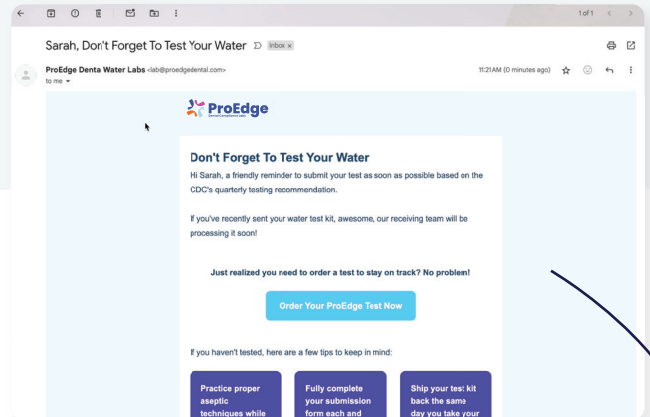 1 of 1
Sarah, Don't Forget To Test Your Water Inbox x
ProEdge Denta Water Labs <lab@proedgedental.com> 11:21 AM (0 minutes ago)
to me
ProEdge
Don't Forget To Test Your Water
Hi Sarah, a friendly reminder to submit your test as soon as possible based on the
CDC's quarterly testing recommendation.
If you've recently sent your water test kit, awesome, our receiving team will be
processing it soon!
Just realized you need to order a test to stay on track? No problem!
Order Your ProEdge Test Now
If you haven't tested, here are a few tips to keep in mind:
Practice proper
aseptic
techniques while
Fully complete
your submission
form each and
Ship your test kit
back the same
day you take your